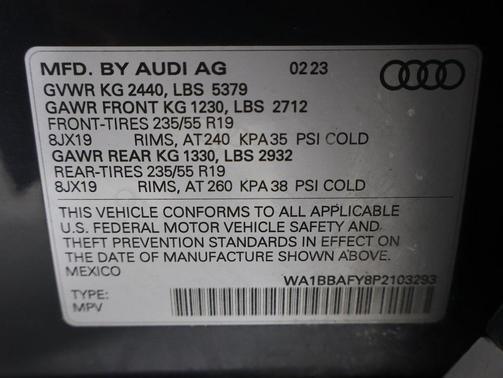 MFD. BY AUDI AG 02 23
GVWR KG 2440, LBS 5379
GAWR FRONT KG 1230, LBS 2712
FRONT-TIRES 235/55 R19
8JX19 RIMS, AT 240 KPA 35 PSI COLD
GAWR REAR KG 1330, LBS 2932
REAR-TIRES 235/55 R19
8JX19 RIMS, AT 260 KPA 38 PSI COLD
THIS VEHICLE CONFORMS TO ALL APPLICABLE
U.S. FEDERAL MOTOR VEHICLE SAFETY AND
THEFT PREVENTION STANDARDS IN EFFECT ON
THE DATE OF MANUFACTURE SHOWN ABOVE.
MEXICO WA1BBAFY8P2103293
TYPE:
MPV